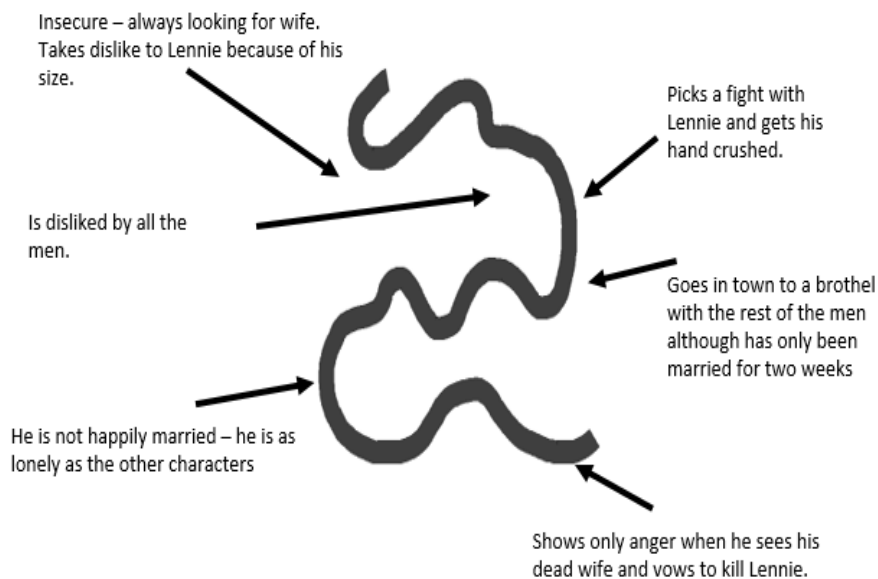 Insecure – always looking for wife.
Takes dislike to Lennie because of his
size.
Picks a fight with
Lennie and gets his
hand crushed.
Is disliked by all the
men.
Goes in town to a brothel
with the rest of the men
although has only been
married for two weeks
He is not happily married – he is as
lonely as the other characters
Shows only anger when he sees his
dead wife and vows to kill Lennie.